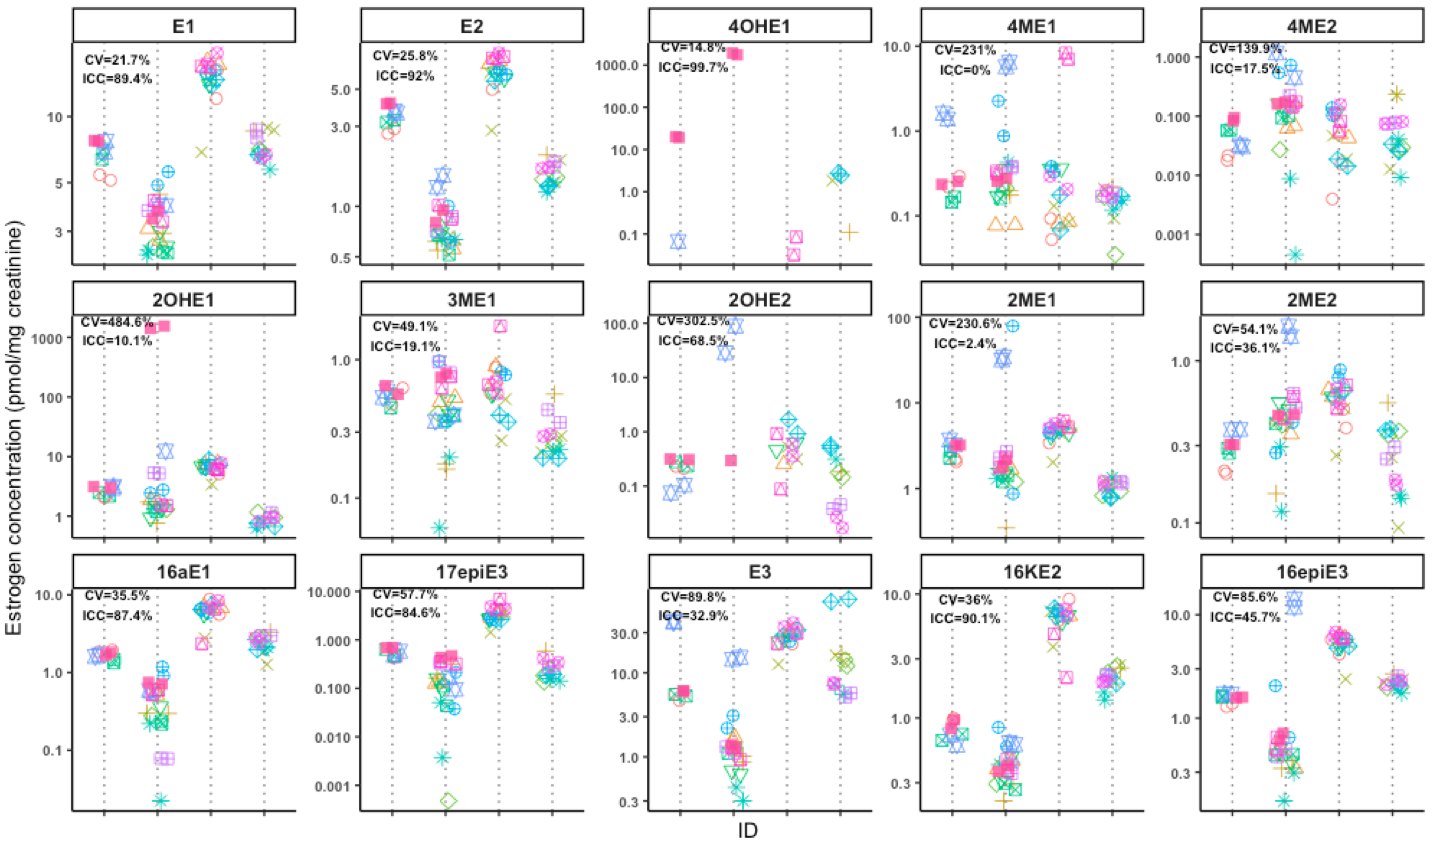 Estrogen concentration (pmol/mg creatinine)
E1
CV=21.7%
ICC=89.4%
10
5
3
E2
CV=25.8%
ICC=92%
5.0
3.0
1.0
0.5
4OHE1
CV=14.8%
ICC=99.7%
1000.0
100.0
10.0
1.0
0.1
4ME1
CV=231%
ICC=0%
10.0
1.0
0.1
4ME2
CV=139.9%
ICC=17.5%
1.000
0.100
0.010
0.001
2OHE1
CV=484.6%
ICC=10.1%
1000
100
10
1
3ME1
CV=49.1%
ICC=19.1%
1.0
0.3
0.1
2OHE2
CV=302.5%
ICC=68.5%
100.0
10.0
1.0
0.1
2ME1
CV=230.6%
ICC=2.4%
100
10
1
2ME2
CV=54.1%
ICC=36.1%
1.0
0.3
0.1
16aE1
CV=35.5%
ICC=87.4%
10.0
1.0
0.1
17epiE3
CV=57.7%
ICC=84.6%
10.000
1.000
0.100
0.010
0.001
E3
CV=89.8%
ICC=32.9%
30.0
10.0
3.0
1.0
0.3
16KE2
CV=36%
ICC=90.1%
10.0
3.0
1.0
0.3
16epiE3
CV=85.6%
ICC=45.7%
10.0
3.0
1.0
0.3
ID